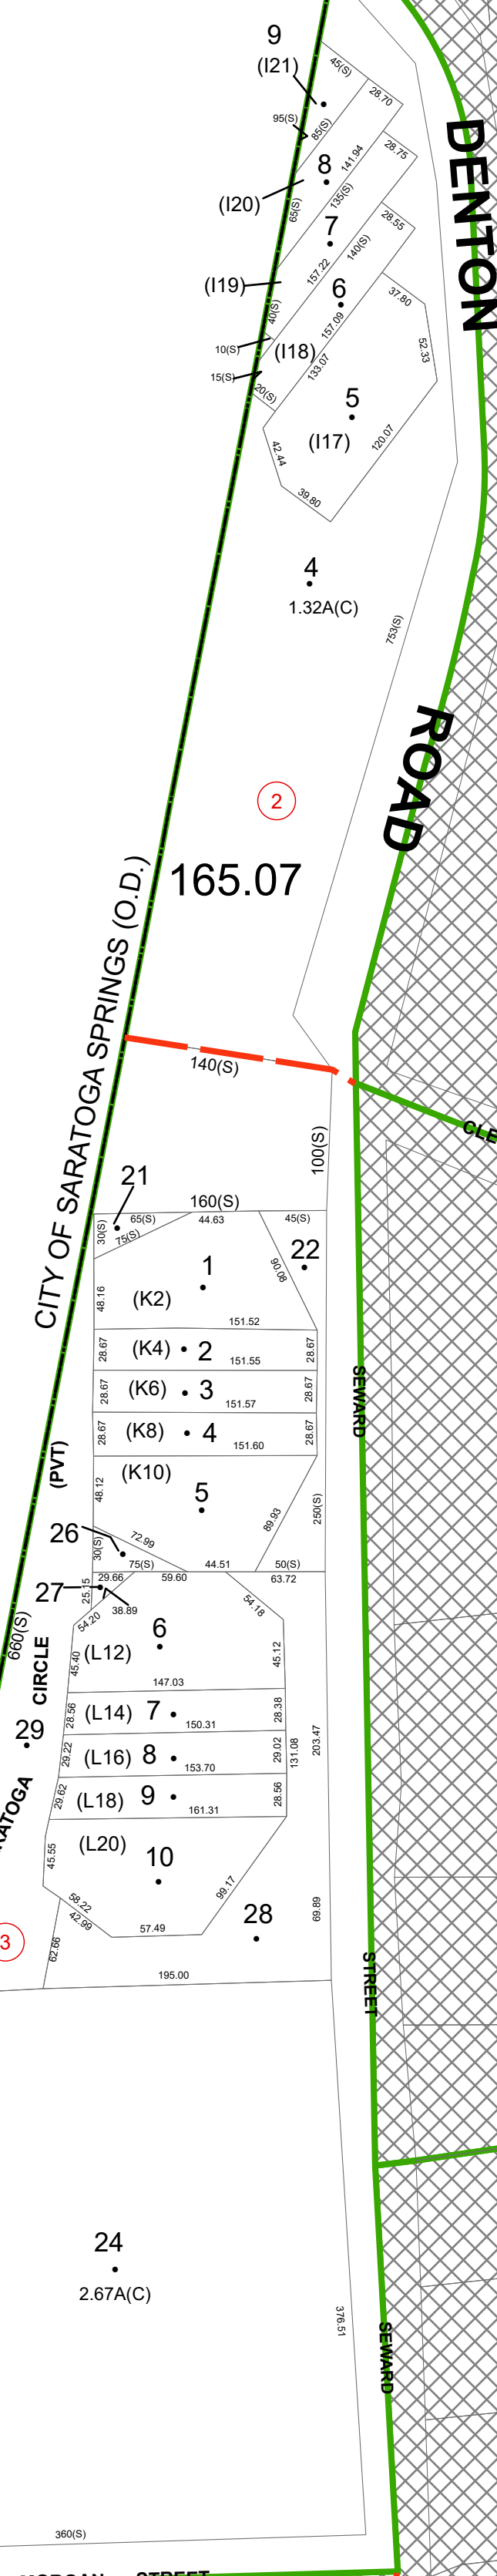 9
(I21)
45(S)
28.70
95(S)
85(S)
8
141.94
28.75
(I20)
135(S)
65(S)
7
28.55
140(S)
157.22
(I19)
6
37.80
40(S)
157.09
10(S)
(I18)
52.33
15(S)
133.07
20(S)
5
(I17)
120.07
42.44
39.80
DENTON
4
1.32A(C)
753(S)
ROAD
2
165.07
CITY OF SARATOGA SPRINGS (O.D.)
140(S)
CLE
100(S)
21
160(S)
65(S)
44.63
45(S)
30(S)
75(S)
22
90.08
1
48.16
(K2)
151.52
28.67
(K4)
2
151.55
28.67
28.67
(K6)
3
151.57
28.67
SEWARD
28.67
(K8)
4
151.60
28.67
(PVT)
(K10)
48.12
5
89.93
250(S)
26
72.99
30(S)
75(S)
44.51
50(S)
27
29.66
59.60
63.72
25.15
38.89
54.20
54.18
660(S)
CIRCLE
6
(L12)
45.40
45.12
147.03
28.56
(L14)
7
150.31
28.38
29
29.22
(L16)
8
153.70
29.02
131.08
203.47
29.62
(L18)
9
161.31
28.56
ATOGA
(L20)
45.55
10
99.17
58.22
42.99
57.49
28
69.89
3
62.66
195.00
STREET
24
2.67A(C)
376.51
SEWARD
360(S)
STREET